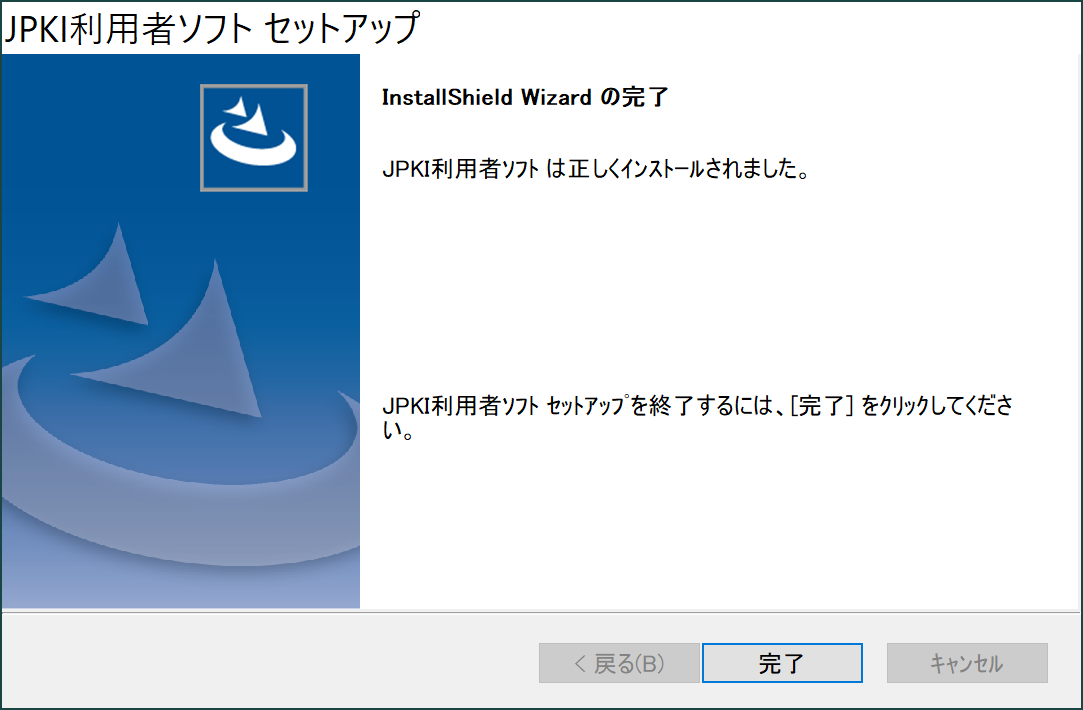 JPKI利用者ソフト セットアップ
InstallShield Wizard の完了
JPKI利用者ソフト は正しくインストールされました。
JPKI利用者ソフト セットアップを終了するには、[完了] をクリックしてくださ
い。
< 戻る(B)
完了
キャンセル